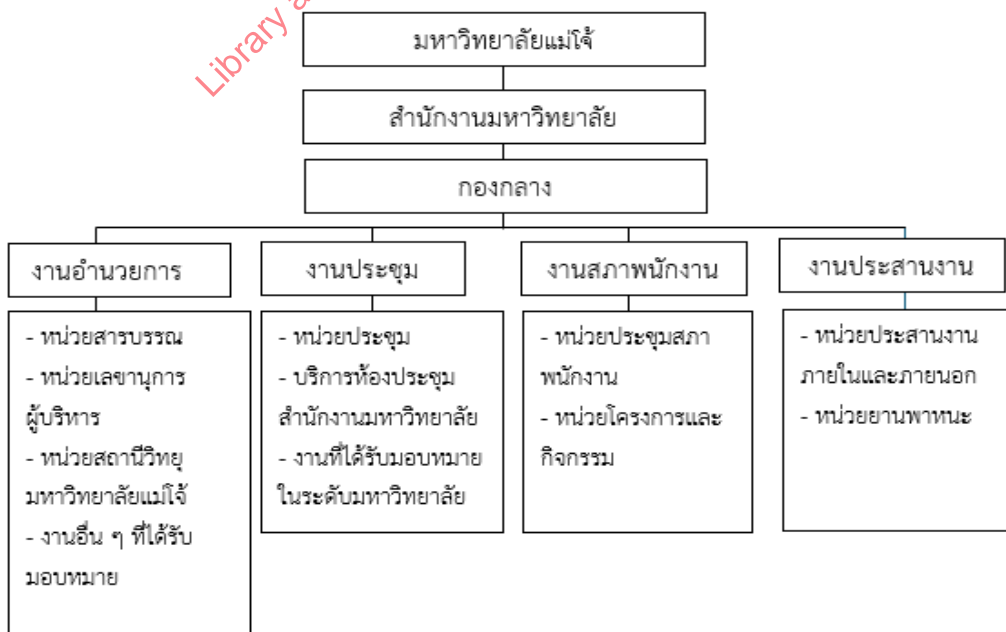 Library a
มหาวิทยาลัยแม่โจ้
สำนักงานมหาวิทยาลัย
กองกลาง
งานอำนวยการ
งานประชุม
งานสภาพนักงาน
งานประสานงาน
- หน่วยสารบรรณ
- หน่วยเลขานุการ
ผู้บริหาร
- หน่วยสถานีวิทยุ
มหาวิทยาลัยแม่โจ้
- งานอื่น ๆ ที่ได้รับ
มอบหมาย
- หน่วยประชุม
- บริการห้องประชุม
สำนักงานมหาวิทยาลัย
- งานที่ได้รับมอบหมาย
ในระดับมหาวิทยาลัย
- หน่วยประชุมสภา
พนักงาน
- หน่วยโครงการและ
กิจกรรม
- หน่วยประสานงาน
ภายในและภายนอก
- หน่วยยานพาหนะ